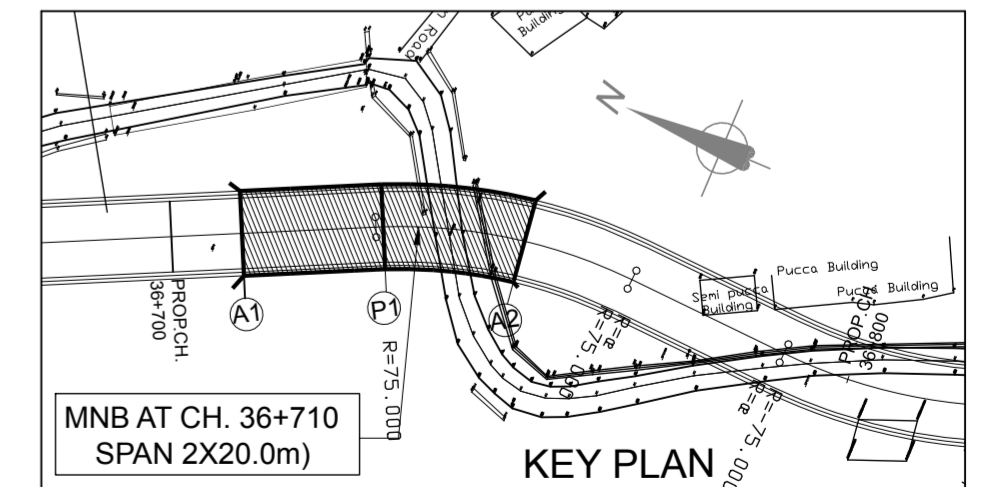 Road
Building
N
Pucca Building
Semi pucca
Building
Pucca Building
PROP.CH.
36+700
A1
P1
A2
R=75.000
R=∞
R=75.000
PROP.CH.
36+800
R=∞
R=-75.000
MNB AT CH. 36+710
SPAN 2X20.0m)
KEY PLAN